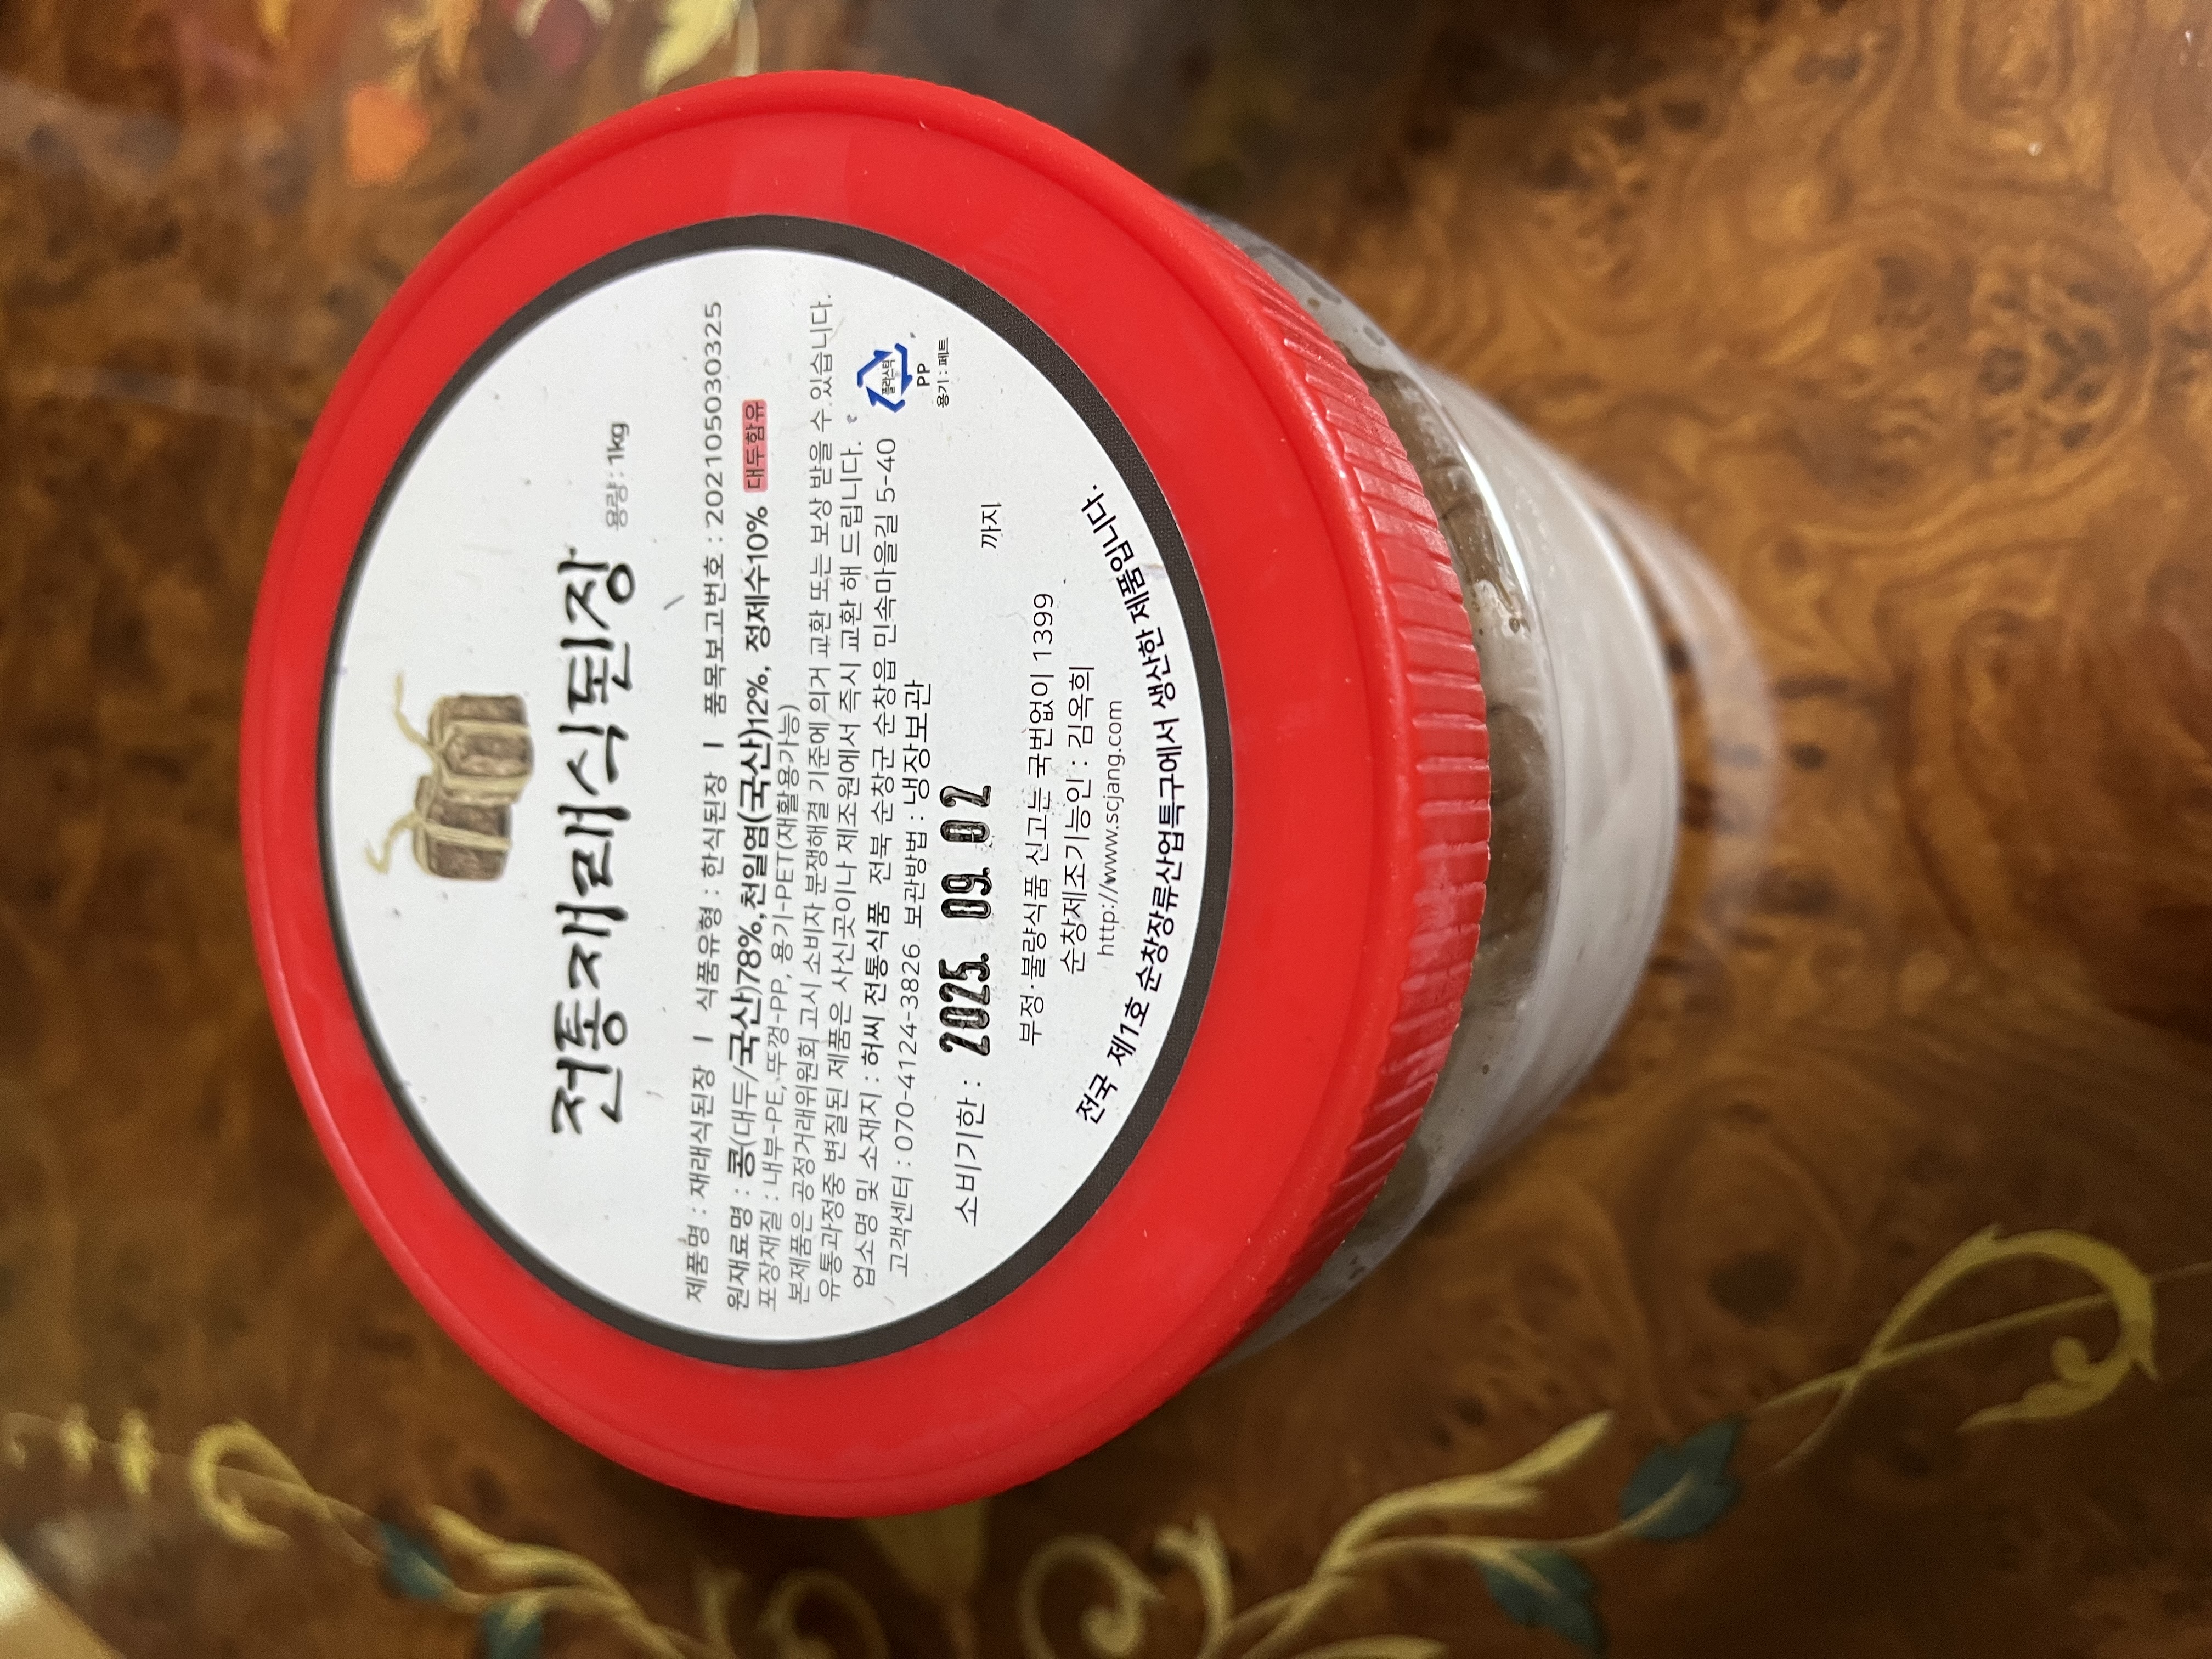 전통재래식된장 용량 : 1kg
제품명 : 재래식된장 l 식품유형 : 한식된장 l 품목보고번호 : 20210503032​5
원재료명 : 콩(대두/국산)78%,천일염(국산)12%, 정제수10% 대두함유
포장재질 : 내부-PE,뚜껑-PP, 용기-PET(재활용가능)
본제품은 공정거래위원회 고시 소비자 분쟁해결 기준에 의거 교환 또는 보상 받을 수 있습니다.
유통과정중 변질된 제품은 사신곳이나 제조원에서 즉시 교환 해 드립니다.
업소명 및 소재지 : 허씨 전통식품 전북 순창군 순창읍 민속마을길 5-40
고객센터 : 070-4124-3826 보관방법 : 냉장보관
플라스틱
PP
용기 : 페트
소비기한 : 2025. 09. 02 까지
부정·불량식품 신고는 국번없이 1399
순창제조기능인 : 김옥희
http://www.scjang.com
전국 제1호 순창장류산업특구에서 생산한 제품입니다.